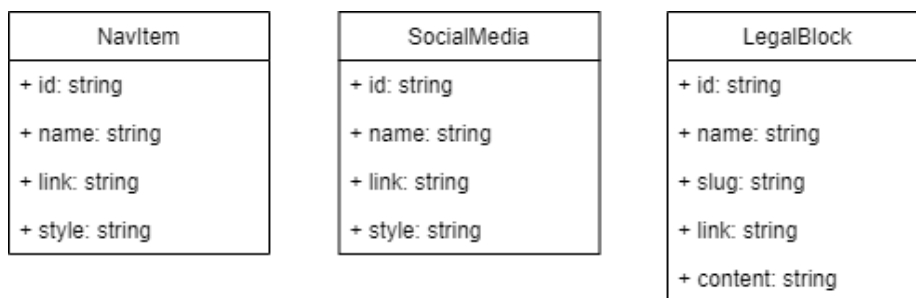 NavItem
+ id: string
+ name: string
+ link: string
+ style: string
SocialMedia
+ id: string
+ name: string
+ link: string
+ style: string
LegalBlock
+ id: string
+ name: string
+ slug: string
+ link: string
+ content: string